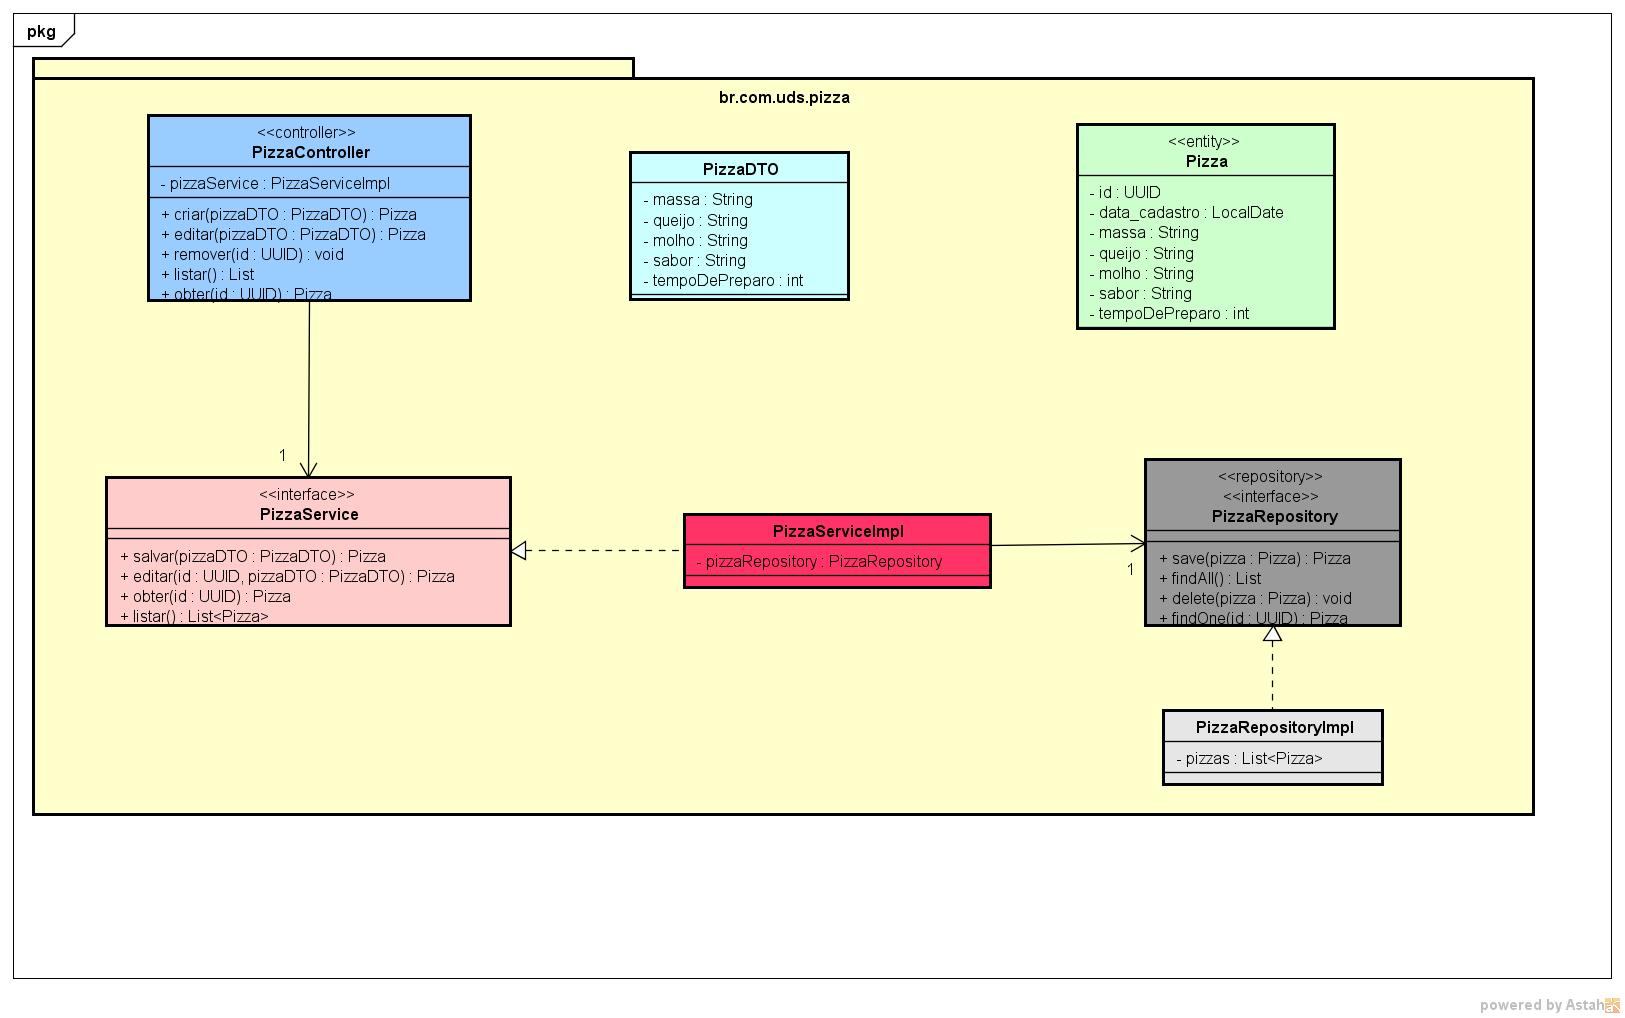 pkg
br.com.uds.pizza
<<controller>>
PizzaController
- pizzaService : PizzaServiceImpl
+ criar(pizzaDTO : PizzaDTO) : Pizza
+ editar(pizzaDTO : PizzaDTO) : Pizza
+ remover(id : UUID) : void
+ listar() : List
+ obter(id : UUID) : Pizza
PizzaDTO
- massa : String
- queijo : String
- molho : String
- sabor : String
- tempoDePreparo : int
<<entity>>
Pizza
- id : UUID
- data_cadastro : LocalDate
- massa : String
- queijo : String
- molho : String
- sabor : String
- tempoDePreparo : int
1
<<interface>>
PizzaService
+ salvar(pizzaDTO : PizzaDTO) : Pizza
+ editar(id : UUID, pizzaDTO : PizzaDTO) : Pizza
+ obter(id : UUID) : Pizza
+ listar() : List<Pizza>
PizzaServiceImpl
- pizzaRepository : PizzaRepository
1
<<repository>>
<<interface>>
PizzaRepository
+ save(pizza : Pizza) : Pizza
+ findAll() : List
+ delete(pizza : Pizza) : void
+ findOne(id : UUID) : Pizza
PizzaRepositoryImpl
- pizzas : List<Pizza>
powered by Astah